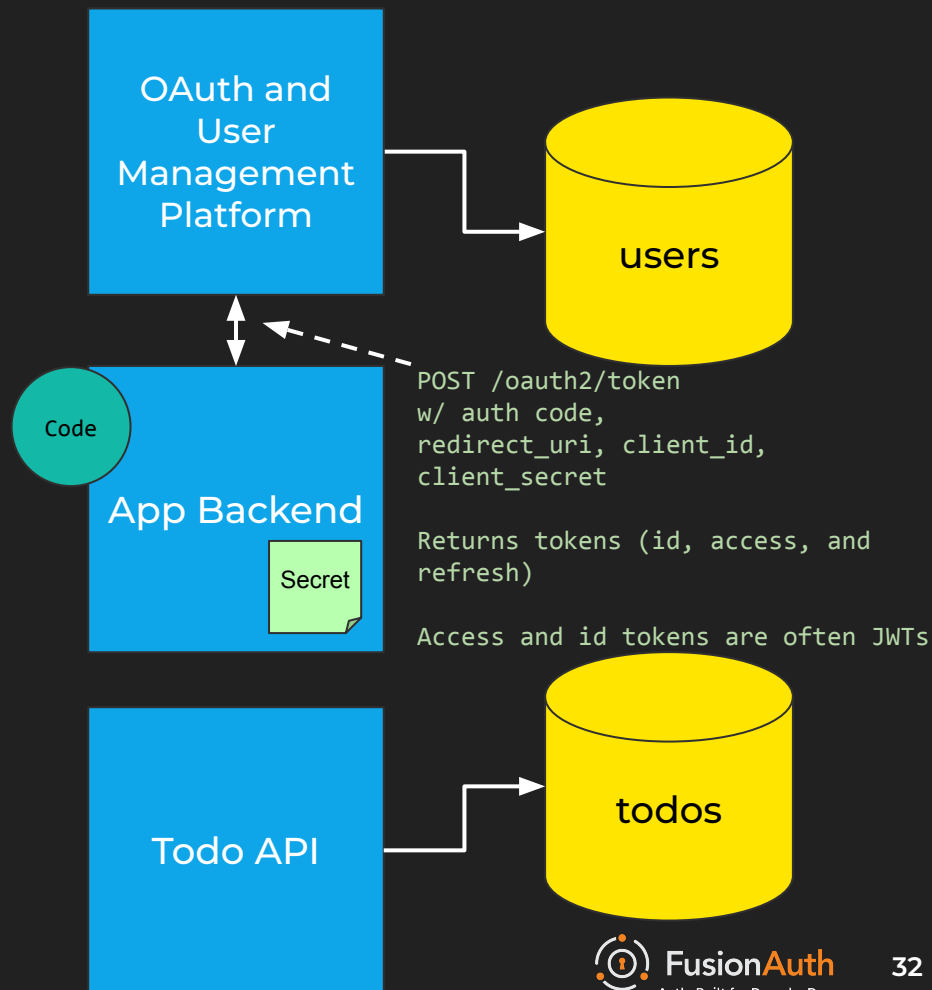 OAuth and
User
Management
Platform
users
POST /oauth2/token
w/ auth code,
redirect_uri, client_id,
client_secret
Returns tokens (id, access, and
refresh)
Access and id tokens are often JWTs
Code
App Backend
Secret
Todo API
todos
FusionAuth
32